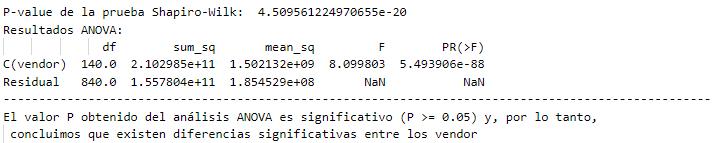 P-value de la prueba Shapiro-Wilk:  4.509561224970655e-20
Resultados ANOVA:
              df        sum_sq       mean_sq         F        PR(>F)
C(vendor)  140.0  2.102985e+11  1.502132e+09  8.099803  5.493906e-88
Residual   840.0  1.557804e+11  1.854529e+08       NaN           NaN
-----------------------------------------------------------------------------------------
El valor P obtenido del análisis ANOVA es significativo (P >= 0.05) y, por lo tanto,
 concluimos que existen diferencias significativas entre los vendor